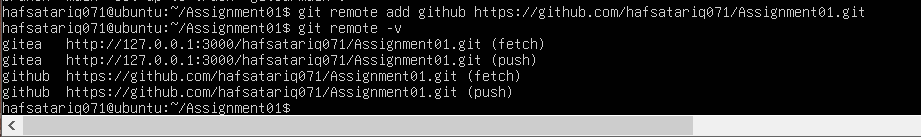 hafsatariq071@ubuntu:~/Assignment01$ git remote add github https://github.com/hafsatariq071/Assignment01.git
hafsatariq071@ubuntu:~/Assignment01$ git remote -v
gitea http://127.0.0.1:3000/hafsatariq071/Assignment01.git (fetch)
gitea http://127.0.0.1:3000/hafsatariq071/Assignment01.git (push)
github https://github.com/hafsatariq071/Assignment01.git (fetch)
github https://github.com/hafsatariq071/Assignment01.git (push)
hafsatariq071@ubuntu:~/Assignment01$